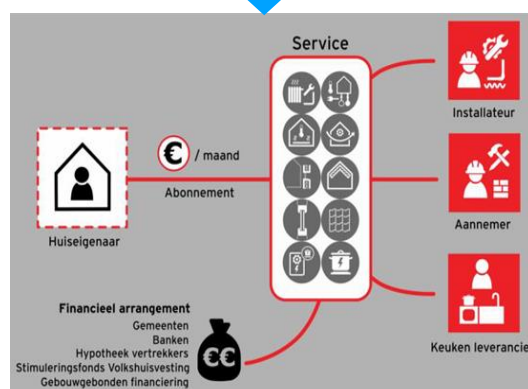 Service
Installateur
€ / maand
Abonnement
Huiseigenaar
Aannemer
Keuken leverancie
Financieel arrangement
Gemeenten
Banken
Hypotheek vertrekkers
Stimuleringsfonds Volkshuisvesting
Gebouwgebonden financiering
€€